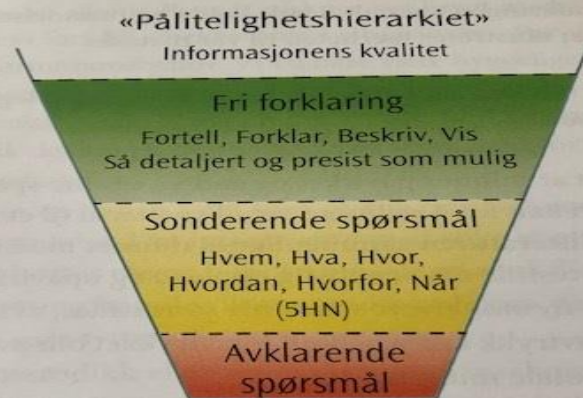 «Pålitelighetshierarkiet»
Informasjonens kvalitet
Fri forklaring
Fortell, Forklar, Beskriv, Vis
Så detaljert og presist som mulig
Sonderende spørsmål
Hvem, Hva, Hvor,
Hvordan, Hvorfor, Når
(5HN)
Avklarende
spørsmål